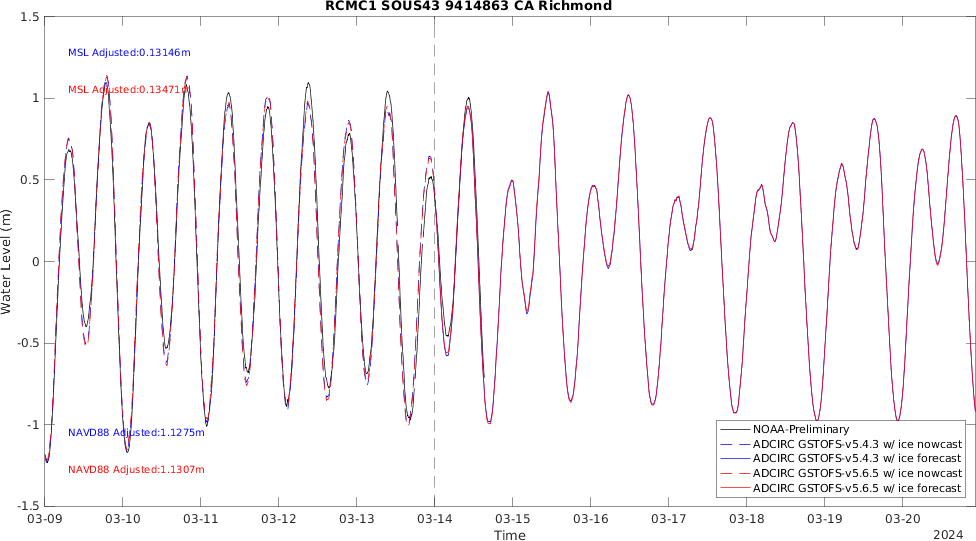 RCMC1 SOUS43 9414863 CA Richmond
1.5
1
0.5
0
-0.5
-1
-1.5
Water Level (m)
MSL Adjusted:0.13146m
MSL Adjusted:0.13471m
NAVD88 Adjusted:1.1275m
NAVD88 Adjusted:1.1307m
NOAA-Preliminary
ADCIRC GSTOFS-v5.4.3 w/ ice nowcast
ADCIRC GSTOFS-v5.4.3 w/ ice forecast
ADCIRC GSTOFS-v5.6.5 w/ ice nowcast
ADCIRC GSTOFS-v5.6.5 w/ ice forecast
03-09 03-10 03-11 03-12 03-13 03-14 03-15 03-16 03-17 03-18 03-19 03-20
Time
2024